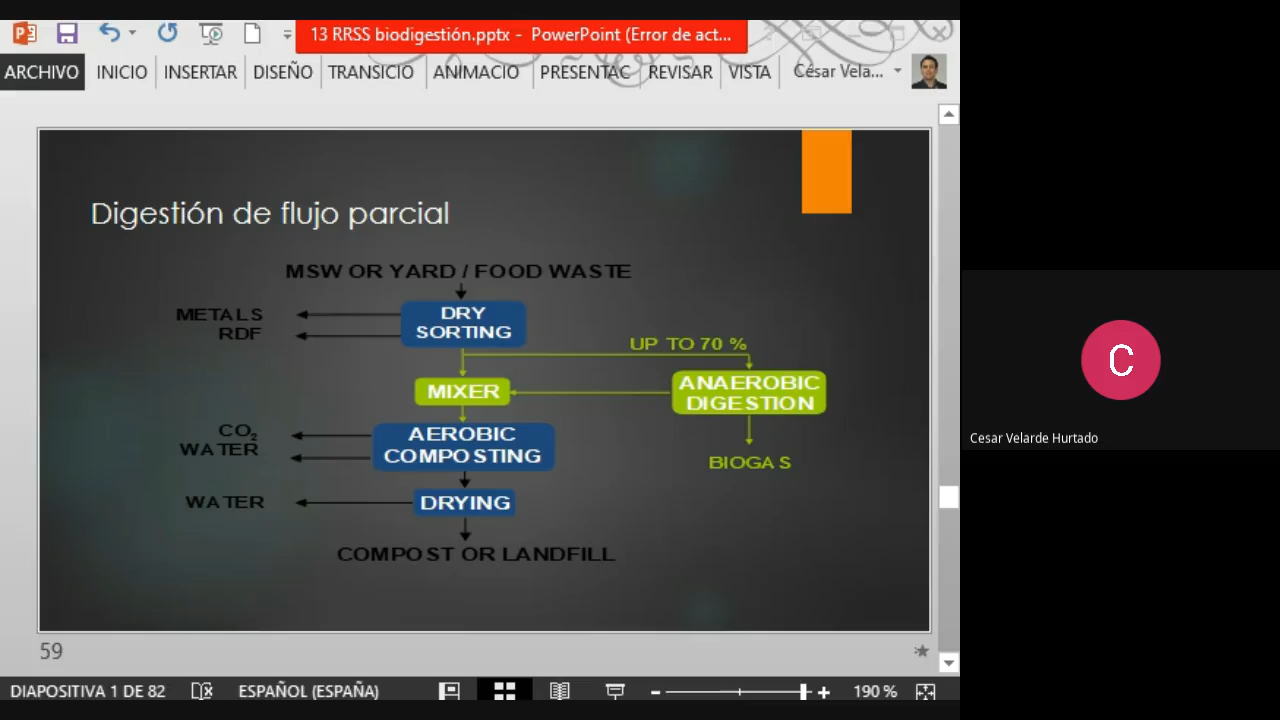 13 RRSS biodigestión.pptx - PowerPoint (Error de act...
ARCHIVO INICIO INSERTAR DISEÑO TRANSICIO ANIMACIO PRESENTAC REVISAR VISTA César Vela...
Digestión de flujo parcial
MSW OR YARD / FOOD WASTE
METALS
RDF
DRY
SORTING
UP TO 70 %
MIXER
ANAEROBIC
DIGESTION
CO₂
WATER
AEROBIC
COMPOSTING
BIOGAS
WATER
DRYING
COMPOST OR LANDFILL
59
C
Cesar Velarde Hurtado
DIAPOSITIVA 1 DE 82 ESPAÑOL (ESPAÑA) 190 %